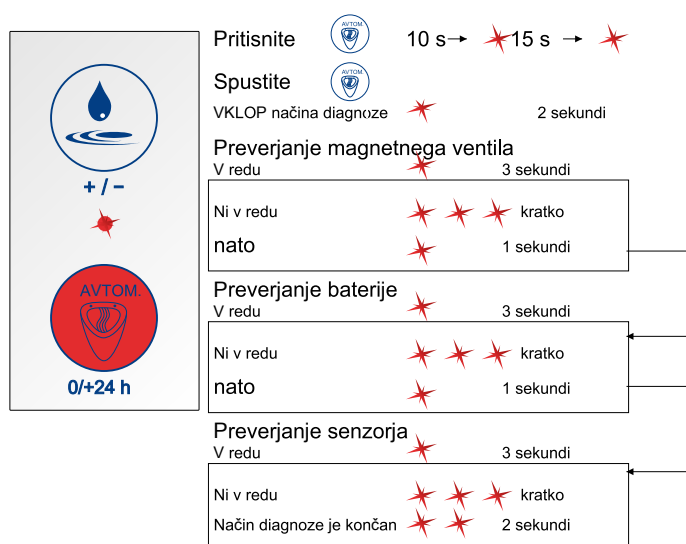 + / −
AVTOM.
0/+24 h
Pritisnite AVTOM. 10 s 15 s
Spustite AVTOM.
VKLOP načina diagnoze 2 sekundi
Preverjanje magnetnega ventila
V redu 3 sekundi
Ni v redu kratko
nato 1 sekundi
Preverjanje baterije
V redu 3 sekundi
Ni v redu kratko
nato 1 sekundi
Preverjanje senzorja
V redu 3 sekundi
Ni v redu kratko
Način diagnoze je končan 2 sekundi